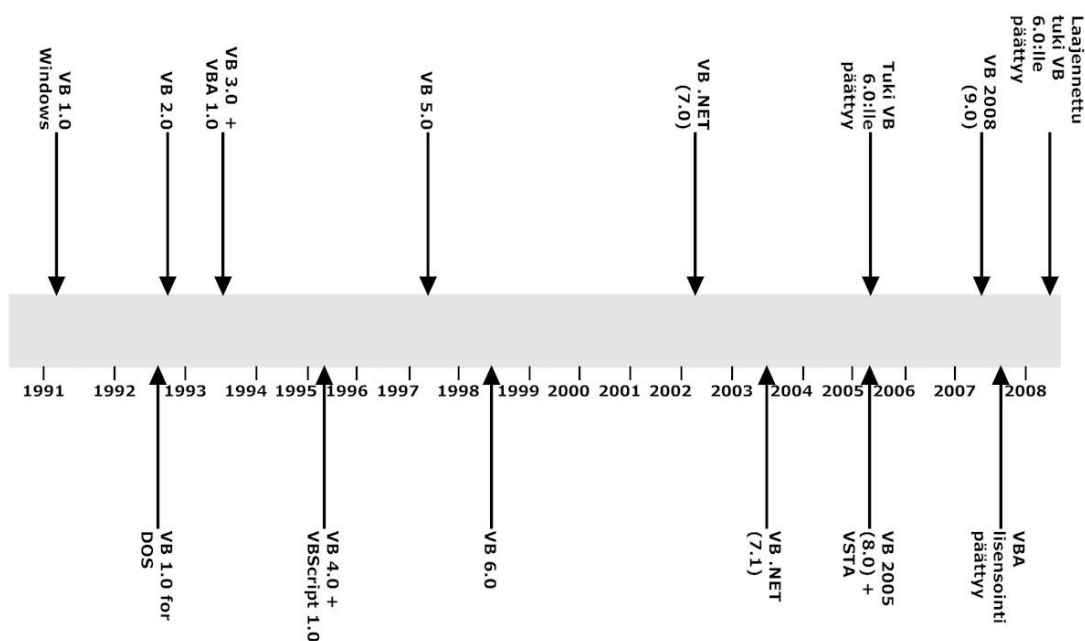 VB 1.0
Windows
VB 2.0
VB 3.0 +
VBA 1.0
VB 5.0
VB .NET
(7.0)
Tuki VB
6.0:lle
päättyy
VB 2008
(9.0)
Laajennettu
tuki VB
6.0:lle
päättyy
1991
1992
1993
1994
1995
1996
1997
1998
1999
2000
2001
2002
2003
2004
2005
2006
2007
2008
VB 1.0 for
DOS
VB 4.0 +
VBScript 1.0
VB 6.0
VB .NET
(7.1)
VB 2005
(8.0) +
VSTA
VBA
lisensointi
päättyy